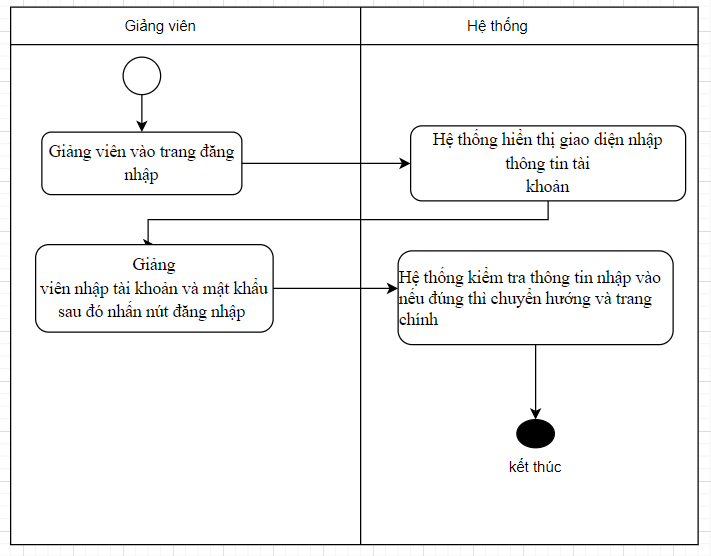 Giảng viên
Hệ thống
Giảng viên vào trang đăng
nhập
Hệ thống hiển thị giao diện nhập
thông tin tài
khoản
Giảng
viên nhập tài khoản và mật khẩu
sau đó nhấn nút đăng nhập
Hệ thống kiểm tra thông tin nhập vào
nếu đúng thì chuyển hướng và trang
chính
kết thúc